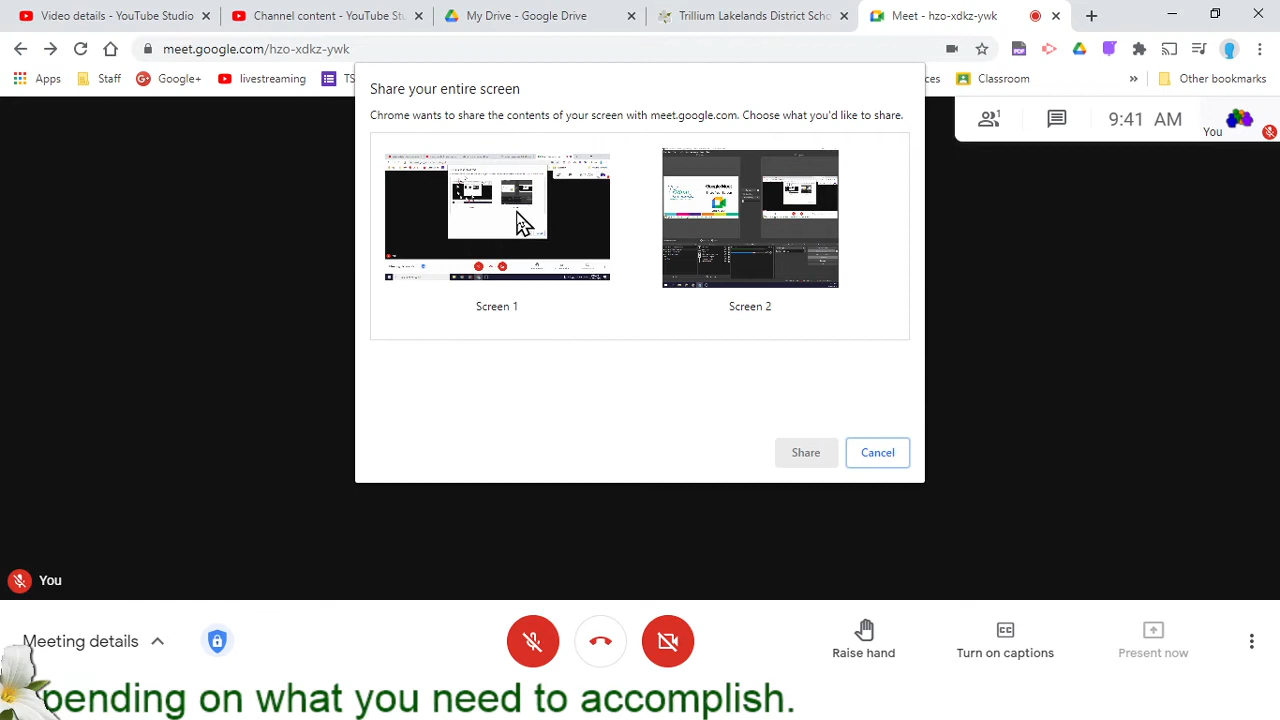 Video details - YouTube Studio
Channel content - YouTube Stu
My Drive - Google Drive
Trillium Lakelands District Scho
Meet - hzo-xdkz-ywk
meet.google.com/hzo-xdkz-ywk
Apps
Staff
Google+
livestreaming
TS
ces
Classroom
»
Other bookmarks
Share your entire screen
Chrome wants to share the contents of your screen with meet.google.com. Choose what you'd like to share.
9:41 AM
You
Screen 1
Screen 2
Share
Cancel
You
Meeting details
Raise hand
Turn on captions
Present now
pending on what you need to accomplish.